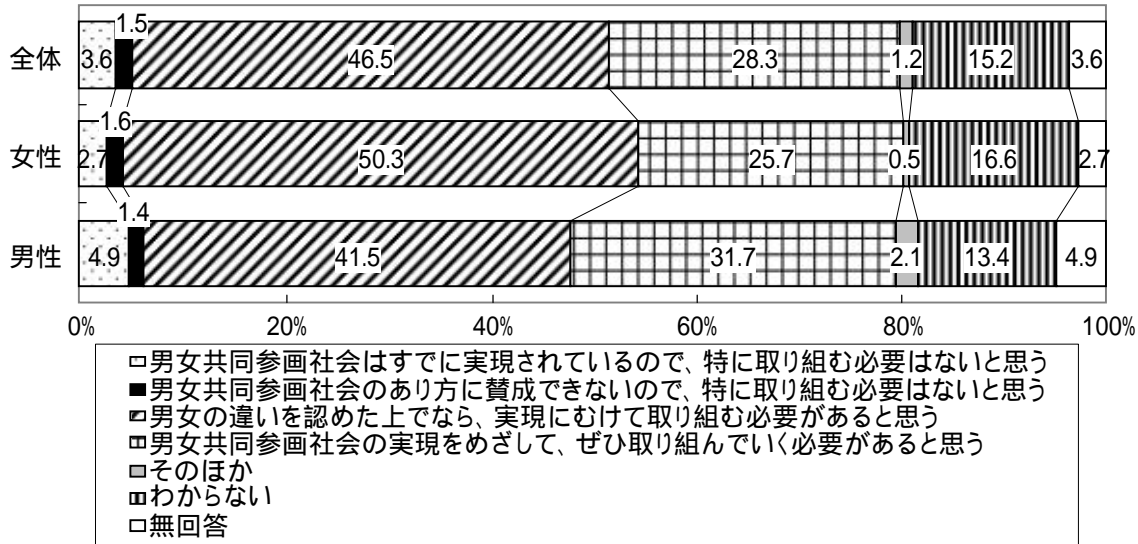 1.5
全体 3.6 46.5 28.3 1.2 15.2 3.6
1.6
女性 2.7 50.3 25.7 0.5 16.6 2.7
1.4
男性 4.9 41.5 31.7 2.1 13.4 4.9
0% 20% 40% 60% 80% 100%
男女共同参画社会はすでに実現されているので、特に取り組む必要はないと思う
男女共同参画社会のあり方に賛成できないので、特に取り組む必要はないと思う
男女の違いを認めた上でなら、実現にむけて取り組む必要があると思う
男女共同参画社会の実現をめざして、ぜひ取り組んでいく必要があると思う
そのほか
わからない
無回答